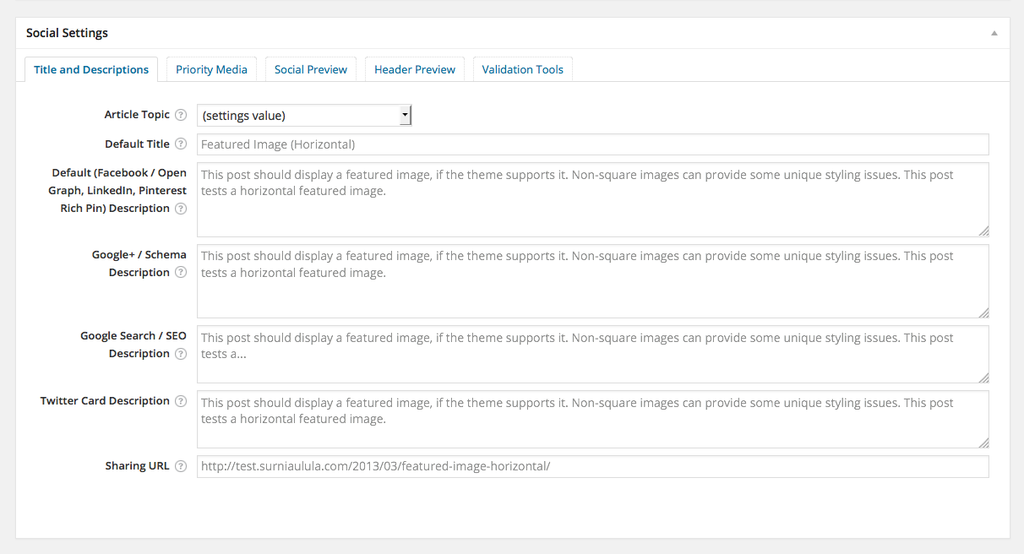 Social Settings
Title and Descriptions Priority Media Social Preview Header Preview Validation Tools
Article Topic ? (settings value)
Default Title ? Featured Image (Horizontal)
Default (Facebook / Open
Graph, LinkedIn, Pinterest
Rich Pin) Description ?
This post should display a featured image, if the theme supports it. Non-square images can provide some unique styling issues. This post
tests a horizontal featured image.
Google+ / Schema
Description ?
This post should display a featured image, if the theme supports it. Non-square images can provide some unique styling issues. This post
tests a horizontal featured image.
Google Search / SEO
Description ?
This post should display a featured image, if the theme supports it. Non-square images can provide some unique styling issues. This post
tests a...
Twitter Card Description ?
This post should display a featured image, if the theme supports it. Non-square images can provide some unique styling issues. This post
tests a horizontal featured image.
Sharing URL ? http://test.surniaulula.com/2013/03/featured-image-horizontal/